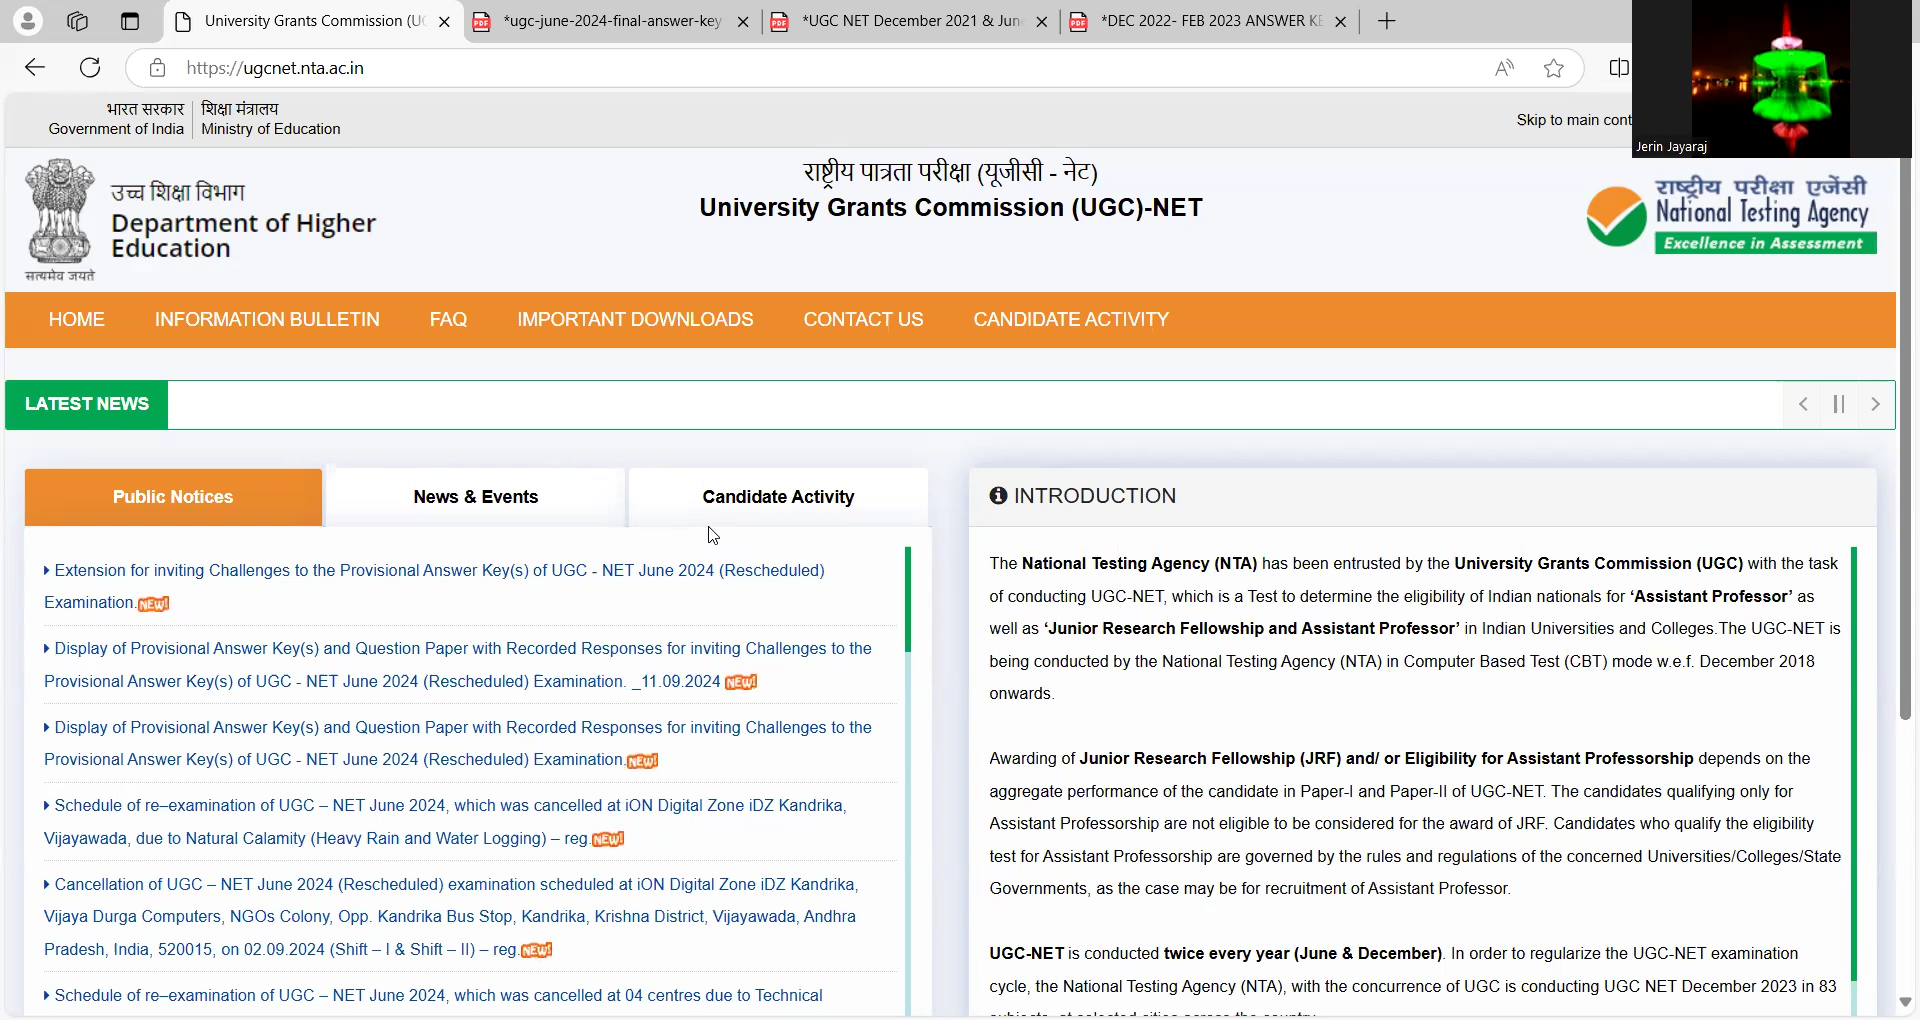 University Grants Commission (UG
*ugc-june-2024-final-answer-key
*UGC NET December 2021 & Jun
*DEC 2022- FEB 2023 ANSWER KE
https://ugcnet.nta.ac.in
भारत सरकार
शिक्षा मंत्रालय
Government of India
Ministry of Education
Skip to main cont
Jerin Jayaraj
उच्च शिक्षा विभाग
Department of Higher
Education
सत्यमेव जयते
राष्ट्रीय पात्रता परीक्षा (यूजीसी - नेट)
University Grants Commission (UGC)-NET
राष्ट्रीय परीक्षा एजेंसी
National Testing Agency
Excellence in Assessment
HOME
INFORMATION BULLETIN
FAQ
IMPORTANT DOWNLOADS
CONTACT US
CANDIDATE ACTIVITY
LATEST NEWS
Public Notices
News & Events
Candidate Activity
Extension for inviting Challenges to the Provisional Answer Key(s) of UGC - NET June 2024 (Rescheduled)
Examination. NEW!
Display of Provisional Answer Key(s) and Question Paper with Recorded Responses for inviting Challenges to the
Provisional Answer Key(s) of UGC - NET June 2024 (Rescheduled) Examination. _11.09.2024 NEW!
Display of Provisional Answer Key(s) and Question Paper with Recorded Responses for inviting Challenges to the
Provisional Answer Key(s) of UGC - NET June 2024 (Rescheduled) Examination. NEW!
Schedule of re–examination of UGC – NET June 2024, which was cancelled at iON Digital Zone iDZ Kandrika,
Vijayawada, due to Natural Calamity (Heavy Rain and Water Logging) – reg. NEW!
Cancellation of UGC – NET June 2024 (Rescheduled) examination scheduled at iON Digital Zone iDZ Kandrika,
Vijaya Durga Computers, NGOs Colony, Opp. Kandrika Bus Stop, Kandrika, Krishna District, Vijayawada, Andhra
Pradesh, India, 520015, on 02.09.2024 (Shift – I & Shift – II) – reg. NEW!
Schedule of re–examination of UGC – NET June 2024, which was cancelled at 04 centres due to Technical
INTRODUCTION
The National Testing Agency (NTA) has been entrusted by the University Grants Commission (UGC) with the task
of conducting UGC-NET, which is a Test to determine the eligibility of Indian nationals for ‘Assistant Professor’ as
well as ‘Junior Research Fellowship and Assistant Professor’ in Indian Universities and Colleges.The UGC-NET is
being conducted by the National Testing Agency (NTA) in Computer Based Test (CBT) mode w.e.f. December 2018
onwards.
Awarding of Junior Research Fellowship (JRF) and/ or Eligibility for Assistant Professorship depends on the
aggregate performance of the candidate in Paper-I and Paper-II of UGC-NET. The candidates qualifying only for
Assistant Professorship are not eligible to be considered for the award of JRF. Candidates who qualify the eligibility
test for Assistant Professorship are governed by the rules and regulations of the concerned Universities/Colleges/State
Governments, as the case may be for recruitment of Assistant Professor.
UGC-NET is conducted twice every year (June & December). In order to regularize the UGC-NET examination
cycle, the National Testing Agency (NTA), with the concurrence of UGC is conducting UGC NET December 2023 in 83